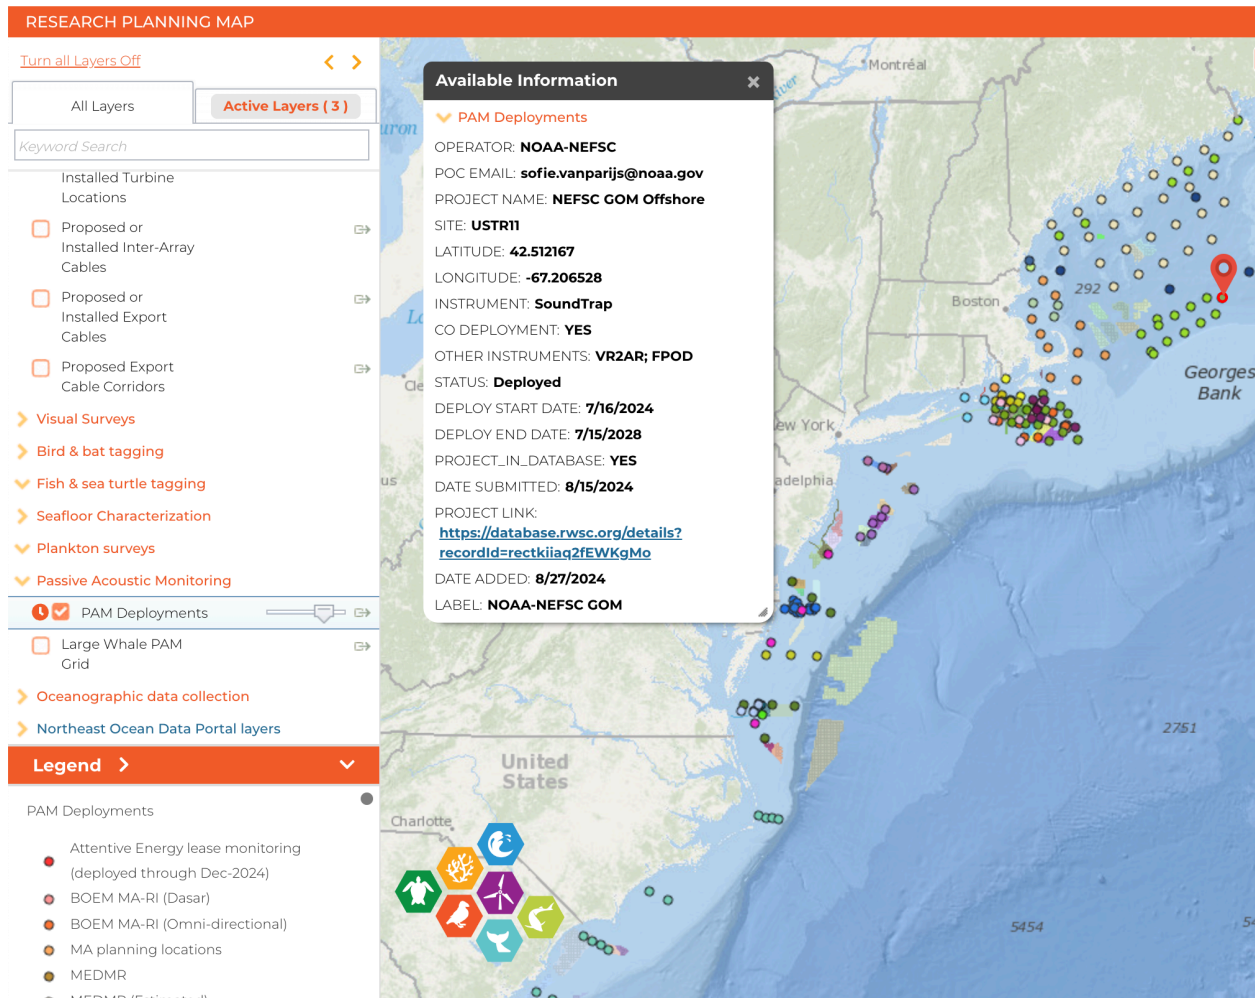 RESEARCH PLANNING MAP
Turn all Layers Off
All Layers
Active Layers ( 3 )
Keyword Search
Installed Turbine
Locations
Proposed or
Installed Inter-Array
Cables
Proposed or
Installed Export
Cables
Proposed Export
Cable Corridors
Visual Surveys
Bird & bat tagging
Fish & sea turtle tagging
Seafloor Characterization
Plankton surveys
Passive Acoustic Monitoring
PAM Deployments
Large Whale PAM
Grid
Oceanographic data collection
Northeast Ocean Data Portal layers
Legend
PAM Deployments
Attentive Energy lease monitoring
(deployed through Dec-2024)
BOEM MA-RI (Dasar)
BOEM MA-RI (Omni-directional)
MA planning locations
MEDMR
MEDMR (Estimated)
Available Information
PAM Deployments
OPERATOR: NOAA-NEFSC
POC EMAIL: sofie.vanparijs@noaa.gov
PROJECT NAME: NEFSC GOM Offshore
SITE: USTR11
LATITUDE: 42.512167
LONGITUDE: -67.206528
INSTRUMENT: SoundTrap
CO DEPLOYMENT: YES
OTHER INSTRUMENTS: VR2AR; FPOD
STATUS: Deployed
DEPLOY START DATE: 7/16/2024
DEPLOY END DATE: 7/15/2028
PROJECT_IN_DATABASE: YES
DATE SUBMITTED: 8/15/2024
PROJECT LINK:
https://database.rwsc.org/details?
recordId=rectkiiaq2fEWKgMo
DATE ADDED: 8/27/2024
LABEL: NOAA-NEFSC GOM
Montréal
River
uron
Boston
292
Georges
Bank
ew York
adelphia
Cle
us
United
States
Charlotte
2751
5454
54